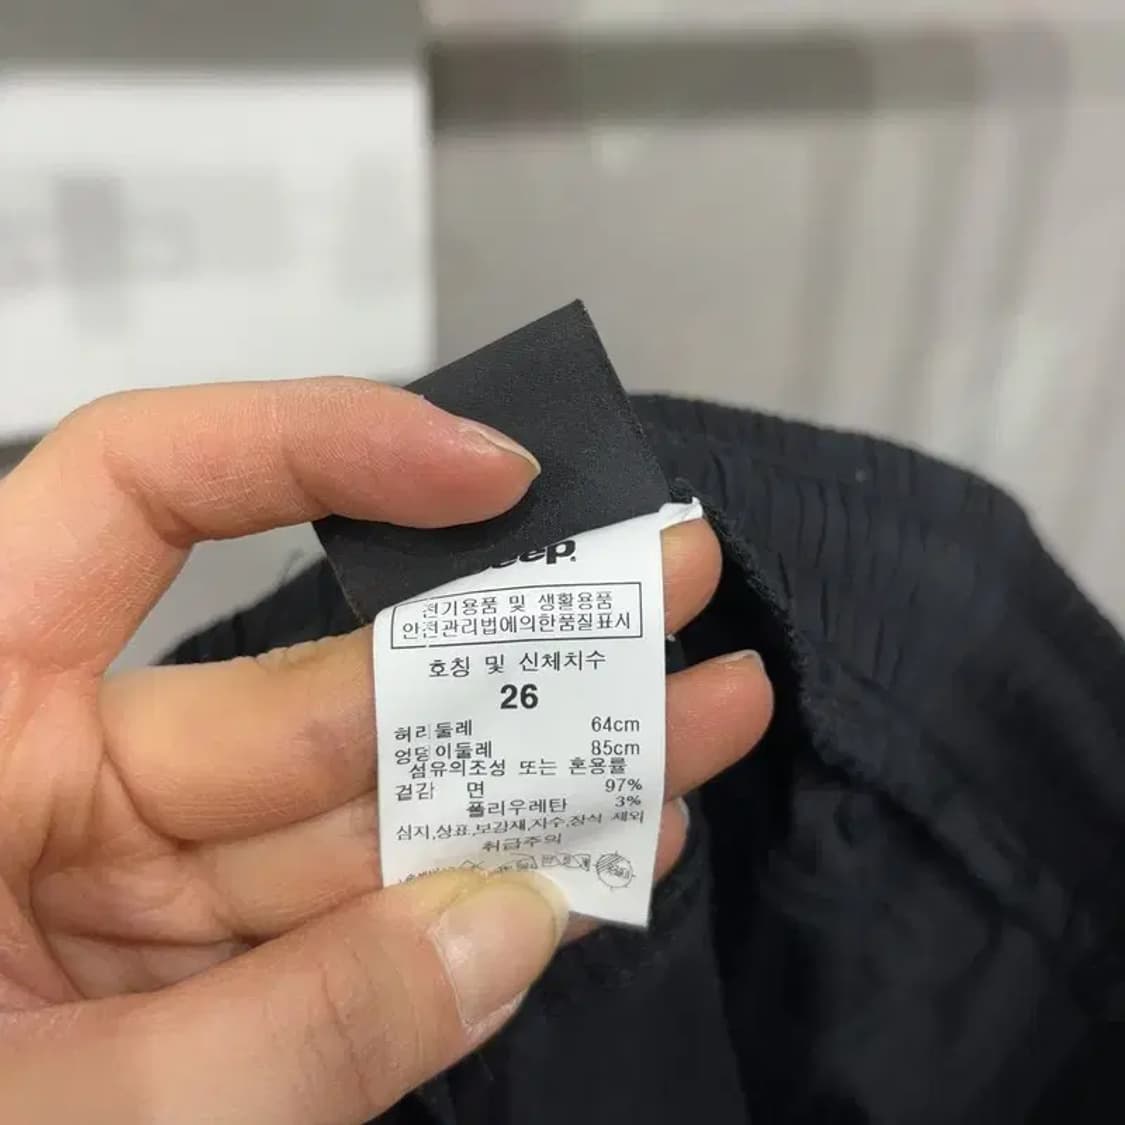 eep.
전기용품 및 생활용품
안전관리법에의한품질표시
호칭 및 신체치수
26
허리둘레 64cm
엉덩이둘레 85cm
섬유의조성 또는 혼용률
겉감 면 97%
폴리우레탄 3%
심지,상표,보강재,자수,장식 제외
취급주의